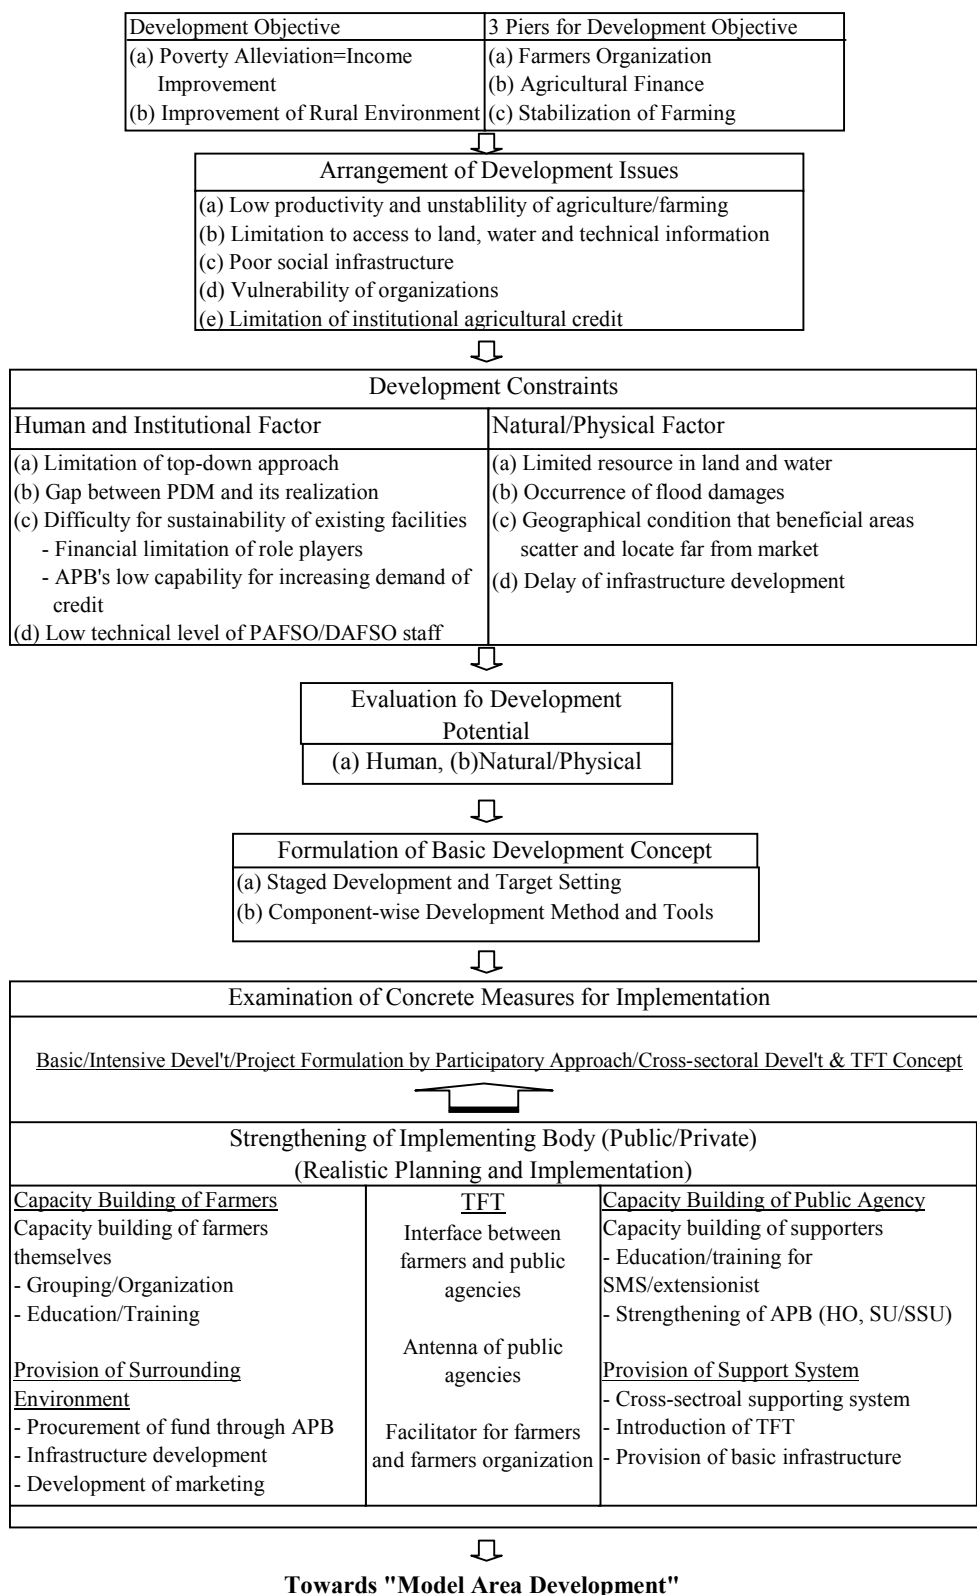 Development Objective
(a) Poverty Alleviation=Income
Improvement
(b) Improvement of Rural Environment
3 Piers for Development Objective
(a) Farmers Organization
(b) Agricultural Finance
(c) Stabilization of Farming
Arrangement of Development Issues
(a) Low productivity and unstablility of agriculture/farming
(b) Limitation to access to land, water and technical information
(c) Poor social infrastructure
(d) Vulnerability of organizations
(e) Limitation of institutional agricultural credit
Development Constraints
Human and Institutional Factor
(a) Limitation of top-down approach
(b) Gap between PDM and its realization
(c) Difficulty for sustainability of existing facilities
- Financial limitation of role players
- APB's low capability for increasing demand of
credit
(d) Low technical level of PAFSO/DAFSO staff
Natural/Physical Factor
(a) Limited resource in land and water
(b) Occurrence of flood damages
(c) Geographical condition that beneficial areas
scatter and locate far from market
(d) Delay of infrastructure development
Evaluation fo Development
Potential
(a) Human, (b)Natural/Physical
Formulation of Basic Development Concept
(a) Staged Development and Target Setting
(b) Component-wise Development Method and Tools
Examination of Concrete Measures for Implementation
Basic/Intensive Devel't/Project Formulation by Participatory Approach/Cross-sectoral Devel't & TFT Concept
Strengthening of Implementing Body (Public/Private)
(Realistic Planning and Implementation)
Capacity Building of Farmers
Capacity building of farmers
themselves
- Grouping/Organization
- Education/Training
Provision of Surrounding
Environment
- Procurement of fund through APB
- Infrastructure development
- Development of marketing
TFT
Interface between
farmers and public
agencies
Antenna of public
agencies
Facilitator for farmers
and farmers organization
Capacity Building of Public Agency
Capacity building of supporters
- Education/training for
SMS/extensionist
- Strengthening of APB (HO, SU/SSU)
Provision of Support System
- Cross-sectroal supporting system
- Introduction of TFT
- Provision of basic infrastructure
Towards "Model Area Development"